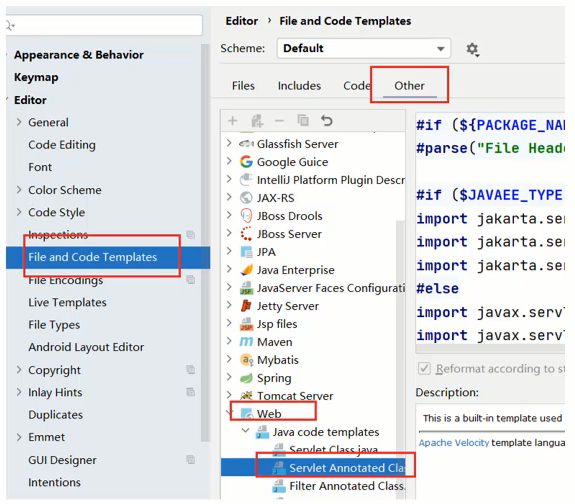 Appearance & Behavior
Keymap
Editor
General
Code Editing
Font
Color Scheme
Code Style
Inspections
File and Code Templates
File Encodings
Live Templates
File Types
Android Layout Editor
Copyright
Inlay Hints
Duplicates
Emmet
GUI Designer
Intentions
Editor › File and Code Templates
Scheme: Default
Files Includes Code Other
Glassfish Server
Google Guice
IntelliJ Platform Plugin Descr
JAX-RS
JBoss Drools
JBoss Server
JPA
Java Enterprise
JavaServer Faces Configurati
Jetty Server
Jsp files
Maven
Mybatis
Spring
Tomcat Server
Web
Java code templates
Servlet Class.java
Servlet Annotated Clas
Filter Annotated Class.
#if (${PACKAGE_NAM
#parse("File Heade
#if ($JAVAEE_TYPE
import jakarta.ser
import jakarta.ser
import jakarta.ser
#else
import javax.servl
import javax.servl
Reformat according to st
Description:
This is a built-in template used
Apache Velocity template langua